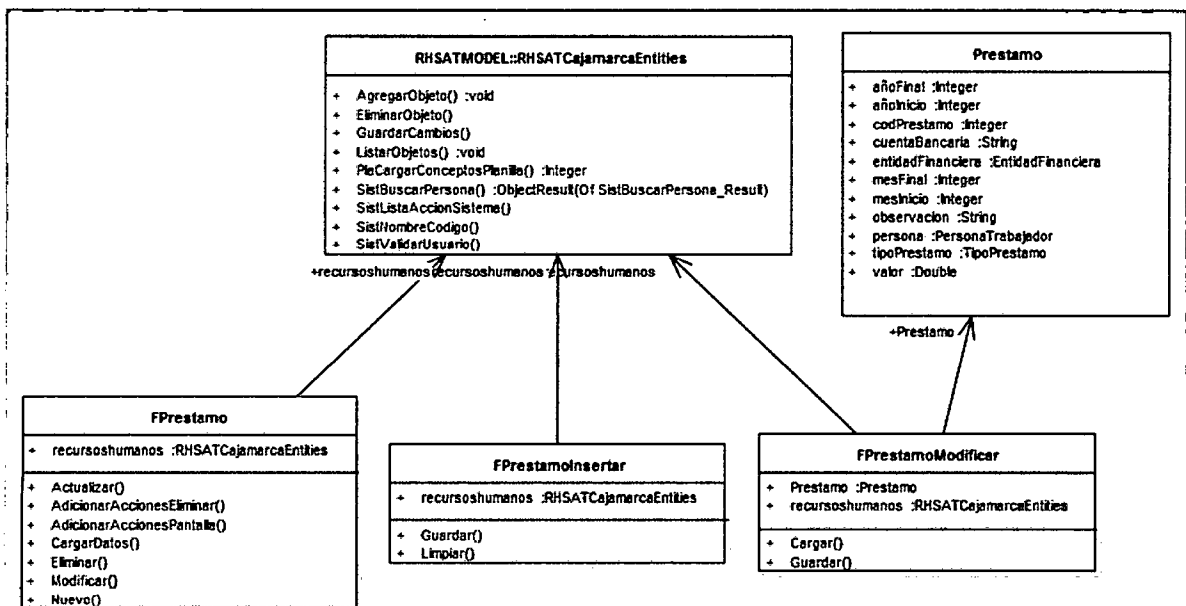 RHSATMODEL::RHSATCajamarcaEntities
+ AgregarObjeto() :void
+ EliminarObjeto()
+ GuardarCambios()
+ ListarObjetos() :void
+ PlaCargarConceptosPlanilla() :Integer
+ SistBuscarPersona() :ObjectResult(Of SistBuscarPersona_Result)
+ SistListaAccionSistema()
+ SistNombreCodigo()
+ SistValidarUsuario()
Prestamo
+ añoFinal :Integer
+ añoInicio :Integer
+ codPrestamo :Integer
+ cuentaBancaria :String
+ entidadFinanciera :EntidadFinanciera
+ mesFinal :Integer
+ mesInicio :Integer
+ observacion :String
+ persona :PersonaTrabajador
+ tipoPrestamo :TipoPrestamo
+ valor :Double
+recursoshumanos recursoshumanos recursoshumanos
+Prestamo
FPrestamo
+ recursoshumanos :RHSATCajamarcaEntities
+ Actualizar()
+ AdicionarAccionesEliminar()
+ AdicionarAccionesPantalla()
+ CargarDatos()
+ Eliminar()
+ Modificar()
+ Nuevo()
FPrestamoInsertar
+ recursoshumanos :RHSATCajamarcaEntities
+ Guardar()
+ Limpiar()
FPrestamoModificar
+ Prestamo :Prestamo
+ recursoshumanos :RHSATCajamarcaEntities
+ Cargar()
+ Guardar()